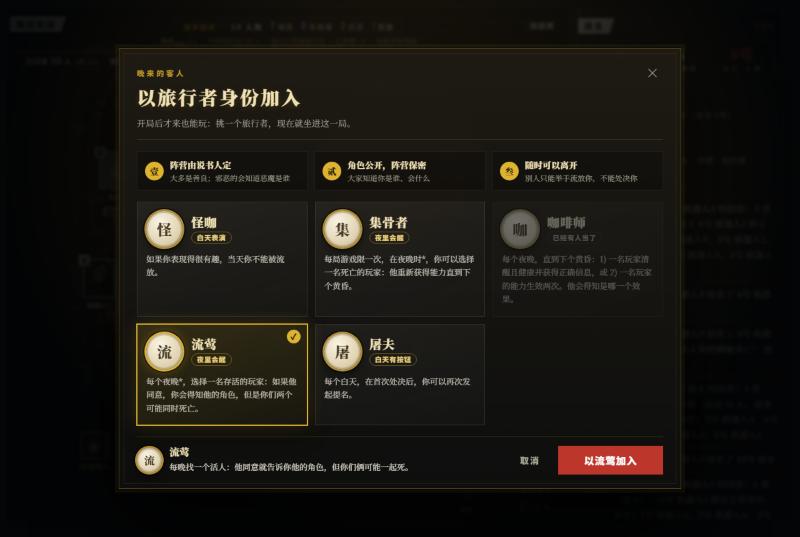 晚来的客人
以旅行者身份加入
开局后才来也能玩：挑一个旅行者，现在就坐进这一局。
壹
阵营由说书人定
大多是善良；邪恶的会知道恶魔是谁
贰
角色公开，阵营保密
大家知道你是谁、会什么
叁
随时可以离开
别人只能举手流放你，不能处决你
怪
怪咖
白天表演
如果你表现得很有趣，当天你不能被流
放。
集
集骨者
夜里会醒
每局游戏限一次，在夜晚时*，你可以选择
一名死亡的玩家：他重新获得能力直到下
个黄昏。
咖
咖啡师
已经有人当了
每个夜晚，直到下个黄昏：1) 一名玩家清
醒且健康并获得正确信息，或 2) 一名玩家
的能力生效两次。他会得知是哪一个效
果。
流
流莺
夜里会醒
每个夜晚*，选择一名存活的玩家：如果他
同意，你会得知他的角色，但是你们两个
可能同时死亡。
屠
屠夫
白天有按钮
每个白天，在首次处决后，你可以再次发
起提名。
流
流莺
每晚找一个活人：他同意就告诉你他的角色，但你们俩可能一起死。
取消
以流莺加入